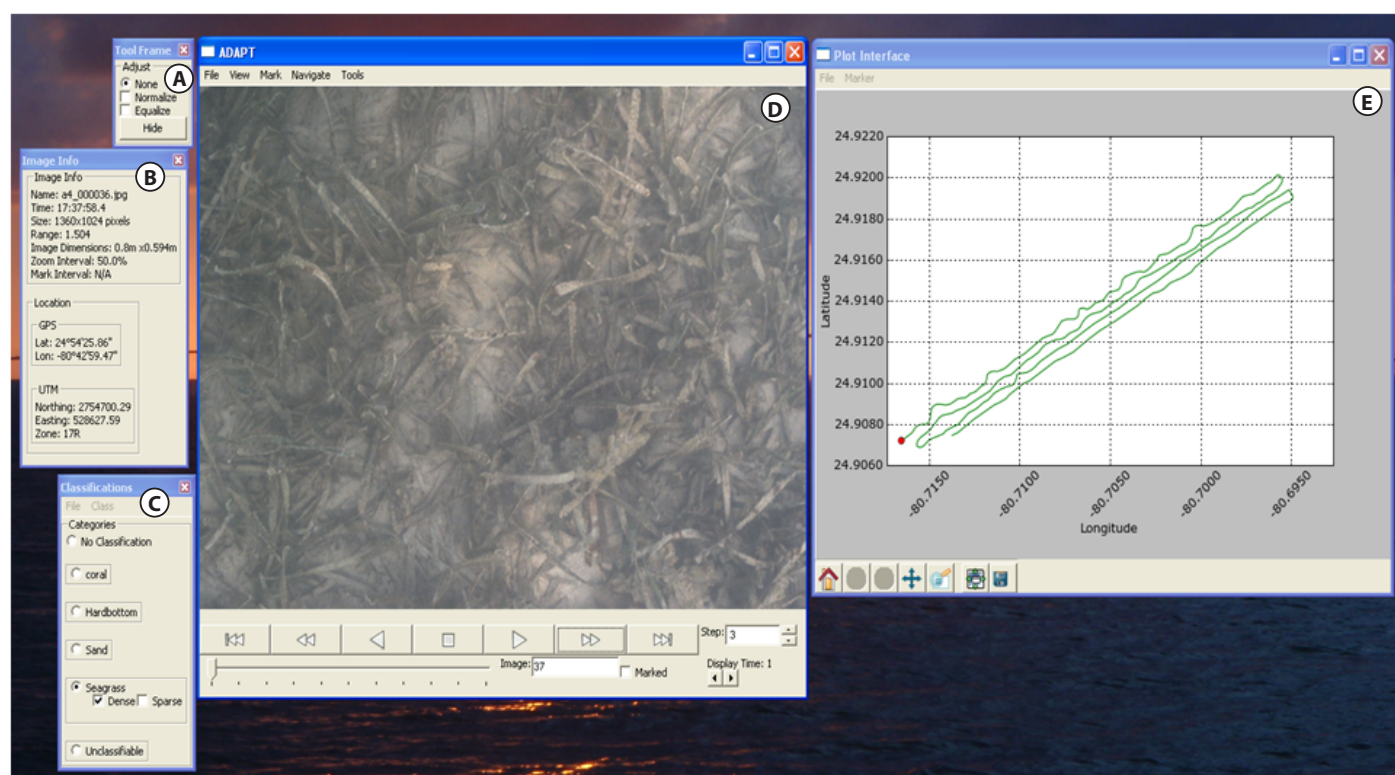 Tool Frame
A
Adjust
None
Normalize
Equalize
Hide
Image Info
B
Image Info
Name: a4_000036.jpg
Time: 17:37:58.4
Size: 1360x1024 pixels
Range: 1.504
Image Dimensions: 0.8m x0.594m
Zoom Interval: 50.0%
Mark Interval: N/A
Location
GPS
Lat: 24°54'25.86"
Lon: -80°42'59.47"
UTM
Northing: 2754700.29
Easting: 528627.59
Zone: 17R
Classifications
C
File Class
Categories
No Classification
coral
Hardbottom
Sand
Seagrass
Dense Sparse
Unclassifiable
ADAPT
File View Mark Navigate Tools
D
Step: 3
Image: 37
Marked
Display Time: 1
Plot Interface
File Marker
E
24.9220
24.9200
24.9180
24.9160
24.9140
24.9120
24.9100
24.9080
24.9060
Latitude
-80.7150 -80.7100 -80.7050 -80.7000 -80.6950
Longitude